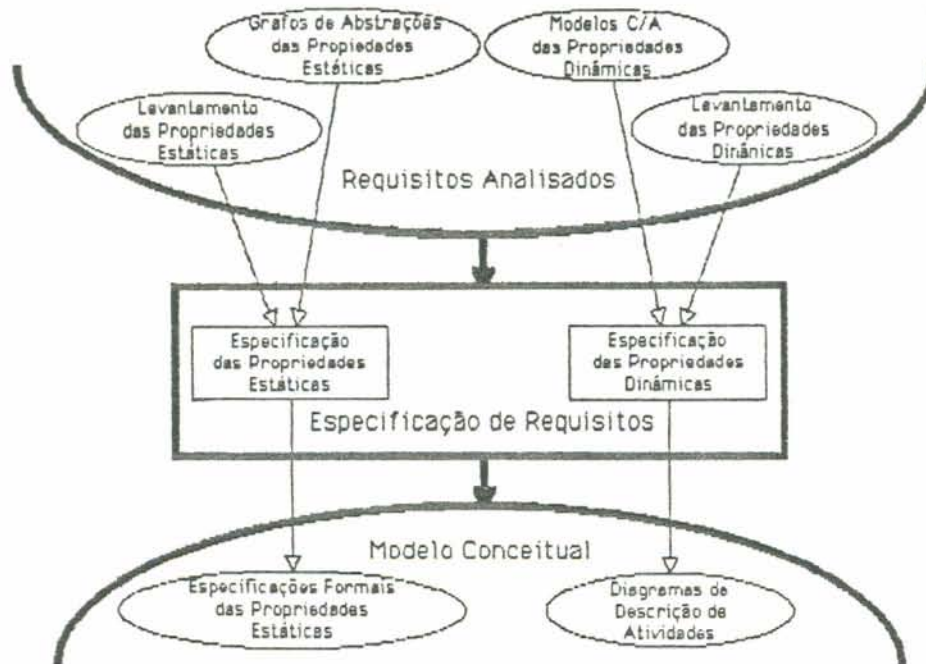 Grafos de Abstrações
das Propiedades
Estáticas
Modelos C/A
das Propriedades
Dinâmicas
Levantamento
das Propriedades
Estáticas
Levantamento
das Propriedades
Dinânicas
Requisitos Analisados
Especificação
das Propriedades
Estáticas
Especificação
das Propriedades
Dinâmicas
Especificação de Requisitos
Modelo Conceitual
Especificações Formais
das Propriedades
Estáticas
Diagramas de
Descrição de
Atividades